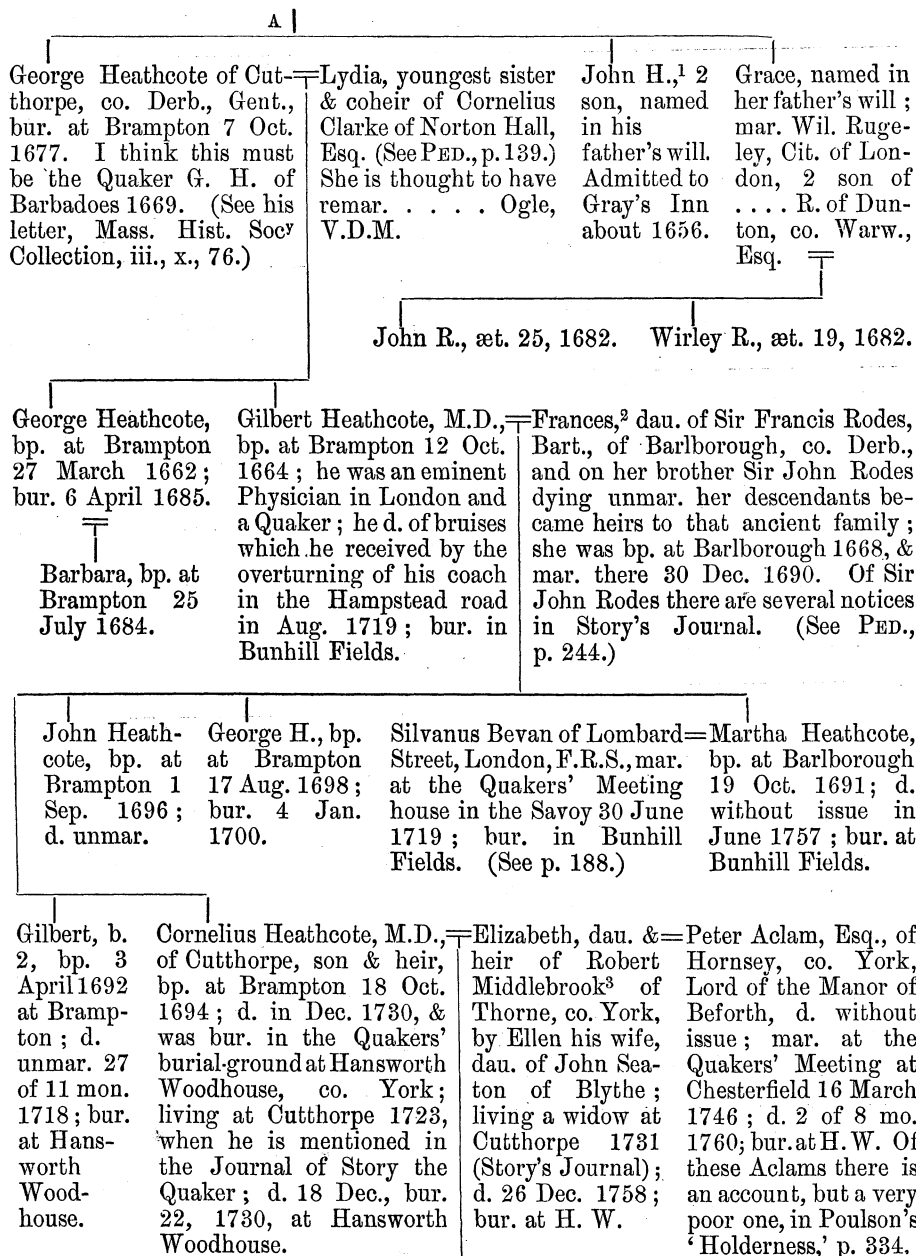 A
George Heathcote of Cut-
thorpe, co. Derb., Gent.,
bur. at Brampton 7 Oct.
1677. I think this must
be the Quaker G. H. of
Barbadoes 1669. (See his
letter, Mass. Hist. Socy
Collection, iii., x., 76.)
Lydia, youngest sister
& coheir of Cornelius
Clarke of Norton Hall,
Esq. (See PED., p. 139.)
She is thought to have
remar. . . . . . Ogle,
V.D.M.
John H.,1 2
son, named
in his
father's will.
Admitted to
Gray's Inn
about 1656.
Grace, named in
her father's will ;
mar. Wil. Ruge-
ley, Cit. of Lon-
don, 2 son of
. . . . R. of Dun-
ton, co. Warw.,
Esq.
John R., æt. 25, 1682.
Wirley R., æt. 19, 1682.
George Heathcote,
bp. at Brampton
27 March 1662 ;
bur. 6 April 1685.
Barbara, bp. at
Brampton 25
July 1684.
Gilbert Heathcote, M.D.,
bp. at Brampton 12 Oct.
1664 ; he was an eminent
Physician in London and
a Quaker ; he d. of bruises
which he received by the
overturning of his coach
in the Hampstead road
in Aug. 1719 ; bur. in
Bunhill Fields.
Frances,2 dau. of Sir Francis Rodes,
Bart., of Barlborough, co. Derb.,
and on her brother Sir John Rodes
dying unmar. her descendants be-
came heirs to that ancient family ;
she was bp. at Barlborough 1668, &
mar. there 30 Dec. 1690. Of Sir
John Rodes there are several notices
in Story's Journal. (See PED.,
p. 244.)
John Heath-
cote, bp. at
Brampton 1
Sep. 1696 ;
d. unmar.
George H., bp.
at Brampton
17 Aug. 1698 ;
bur. 4 Jan.
1700.
Silvanus Bevan of Lombard
Street, London, F.R.S., mar.
at the Quakers' Meeting
house in the Savoy 30 June
1719 ; bur. in Bunhill
Fields. (See p. 188.)
Martha Heathcote,
bp. at Barlborough
19 Oct. 1691 ; d.
without issue in
June 1757 ; bur. at
Bunhill Fields.
Gilbert, b.
2, bp. 3
April 1692
at Bramp-
ton ; d.
unmar. 27
of 11 mon.
1718 ; bur.
at Hans-
worth
Wood-
house.
Cornelius Heathcote, M.D.,
of Cutthorpe, son & heir,
bp. at Brampton 18 Oct.
1694 ; d. in Dec. 1730, &
was bur. in the Quakers'
burial-ground at Hansworth
Woodhouse, co. York ;
living at Cutthorpe 1723,
when he is mentioned in
the Journal of Story the
Quaker ; d. 18 Dec., bur.
22, 1730, at Hansworth
Woodhouse.
Elizabeth, dau. &
heir of Robert
Middlebrook3 of
Thorne, co. York,
by Ellen his wife,
dau. of John Sea-
ton of Blythe ;
living a widow at
Cutthorpe 1731
(Story's Journal) ;
d. 26 Dec. 1758 ;
bur. at H. W.
Peter Aclam, Esq., of
Hornsey, co. York,
Lord of the Manor of
Beforth, d. without
issue ; mar. at the
Quakers' Meeting at
Chesterfield 16 March
1746 ; d. 2 of 8 mo.
1760 ; bur. at H. W. Of
these Aclams there is
an account, but a very
poor one, in Poulson's
'Holderness,' p. 334.